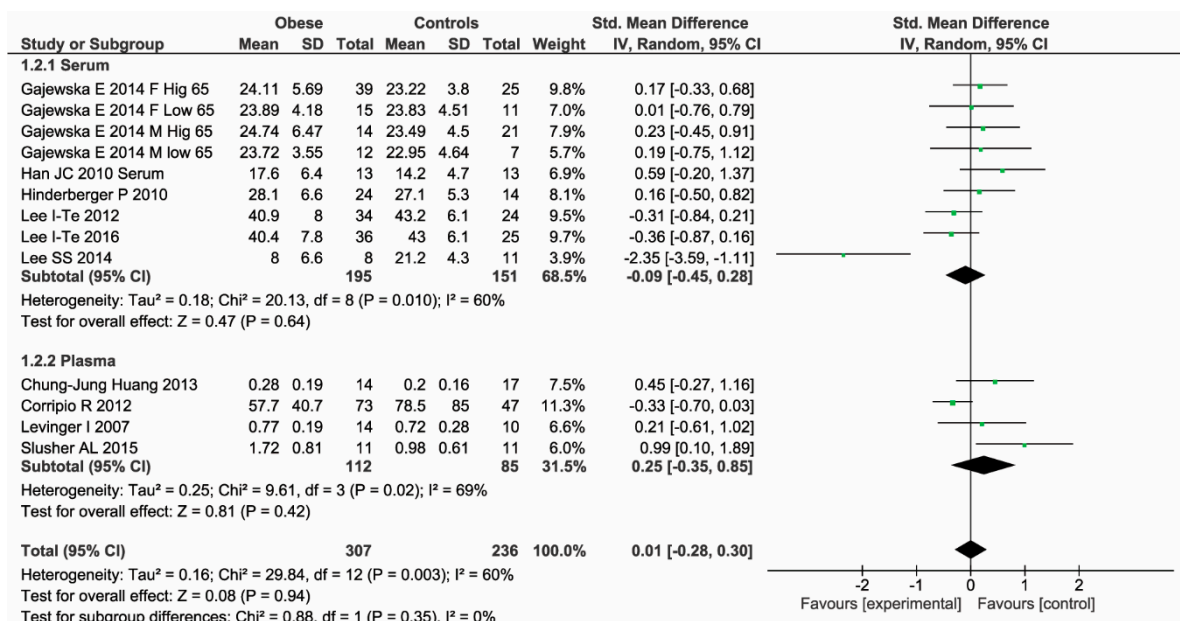 Obese Controls Std. Mean Difference Std. Mean Difference
Study or Subgroup Mean SD Total Mean SD Total Weight IV, Random, 95% CI IV, Random, 95% CI
1.2.1 Serum
Gajewska E 2014 F Hig 65 24.11 5.69 39 23.22 3.8 25 9.8% 0.17 [-0.33, 0.68]
Gajewska E 2014 F Low 65 23.89 4.18 15 23.83 4.51 11 7.0% 0.01 [-0.76, 0.79]
Gajewska E 2014 M Hig 65 24.74 6.47 14 23.49 4.5 21 7.9% 0.23 [-0.45, 0.91]
Gajewska E 2014 M low 65 23.72 3.55 12 22.95 4.64 7 5.7% 0.19 [-0.75, 1.12]
Han JC 2010 Serum 17.6 6.4 13 14.2 4.7 13 6.9% 0.59 [-0.20, 1.37]
Hinderberger P 2010 28.1 6.6 24 27.1 5.3 14 8.1% 0.16 [-0.50, 0.82]
Lee I-Te 2012 40.9 8 34 43.2 6.1 24 9.5% -0.31 [-0.84, 0.21]
Lee I-Te 2016 40.4 7.8 36 43 6.1 25 9.7% -0.36 [-0.87, 0.16]
Lee SS 2014 8 6.6 8 21.2 4.3 11 3.9% -2.35 [-3.59, -1.11]
Subtotal (95% CI) 195 151 68.5% -0.09 [-0.45, 0.28]
Heterogeneity: Tau² = 0.18; Chi² = 20.13, df = 8 (P = 0.010); I² = 60%
Test for overall effect: Z = 0.47 (P = 0.64)
1.2.2 Plasma
Chung-Jung Huang 2013 0.28 0.19 14 0.2 0.16 17 7.5% 0.45 [-0.27, 1.16]
Corripio R 2012 57.7 40.7 73 78.5 85 47 11.3% -0.33 [-0.70, 0.03]
Levinger I 2007 0.77 0.19 14 0.72 0.28 10 6.6% 0.21 [-0.61, 1.02]
Slusher AL 2015 1.72 0.81 11 0.98 0.61 11 6.0% 0.99 [0.10, 1.89]
Subtotal (95% CI) 112 85 31.5% 0.25 [-0.35, 0.85]
Heterogeneity: Tau² = 0.25; Chi² = 9.61, df = 3 (P = 0.02); I² = 69%
Test for overall effect: Z = 0.81 (P = 0.42)
Total (95% CI) 307 236 100.0% 0.01 [-0.28, 0.30]
Heterogeneity: Tau² = 0.16; Chi² = 29.84, df = 12 (P = 0.003); I² = 60%
Test for overall effect: Z = 0.08 (P = 0.94)
Test for subgroup differences: Chi² = 0.88, df = 1 (P = 0.35), I² = 0%
-2 -1 0 1 2
Favours [experimental] Favours [control]